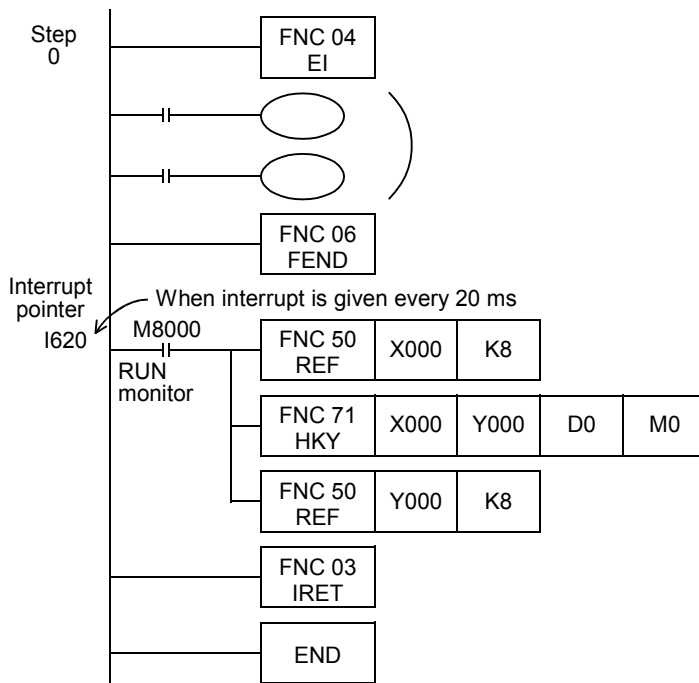 Step
0
FNC 04
EI
FNC 06
FEND
Interrupt
pointer
I620
When interrupt is given every 20 ms
M8000
RUN
monitor
FNC 50
REF
X000
K8
FNC 71
HKY
X000
Y000
D0
M0
FNC 50
REF
Y000
K8
FNC 03
IRET
END